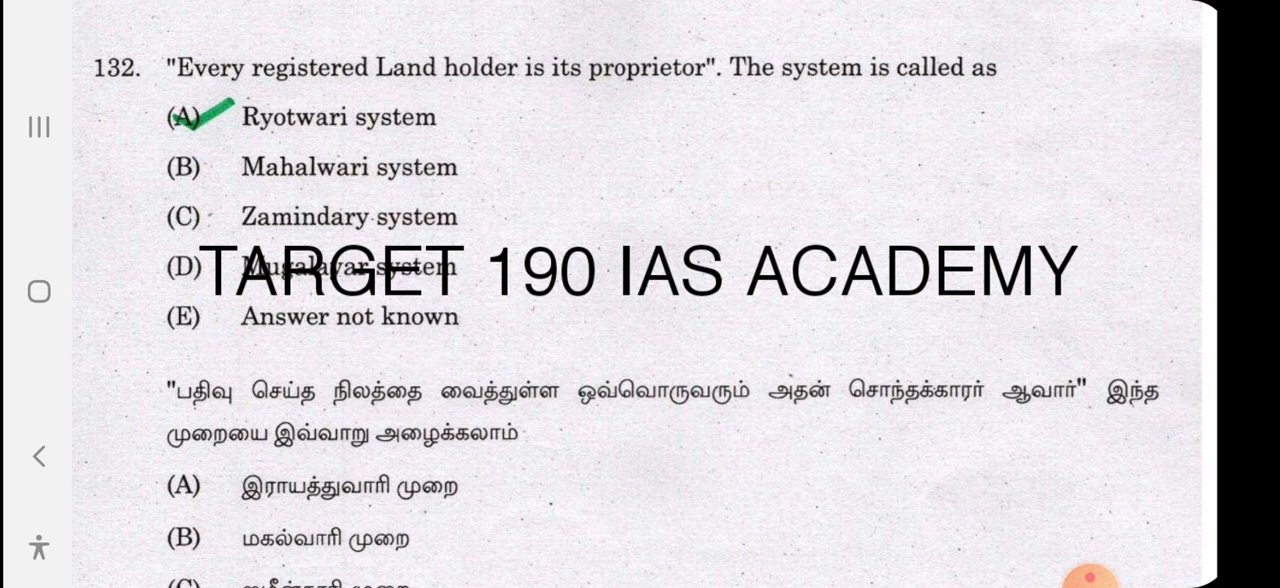 132. "Every registered Land holder is its proprietor". The system is called as
(A) Ryotwari system
(B) Mahalwari system
(C) Zamindary system
(D) Mugalayar system
TARGET 190 IAS ACADEMY
(E) Answer not known
"பதிவு செய்த நிலத்தை வைத்துள்ள ஒவ்வொருவரும் அதன் சொந்தக்காரர் ஆவார்" இந்த
முறையை இவ்வாறு அழைக்கலாம்
(A) இராயத்துவாரி முறை
(B) மகல்வாரி முறை